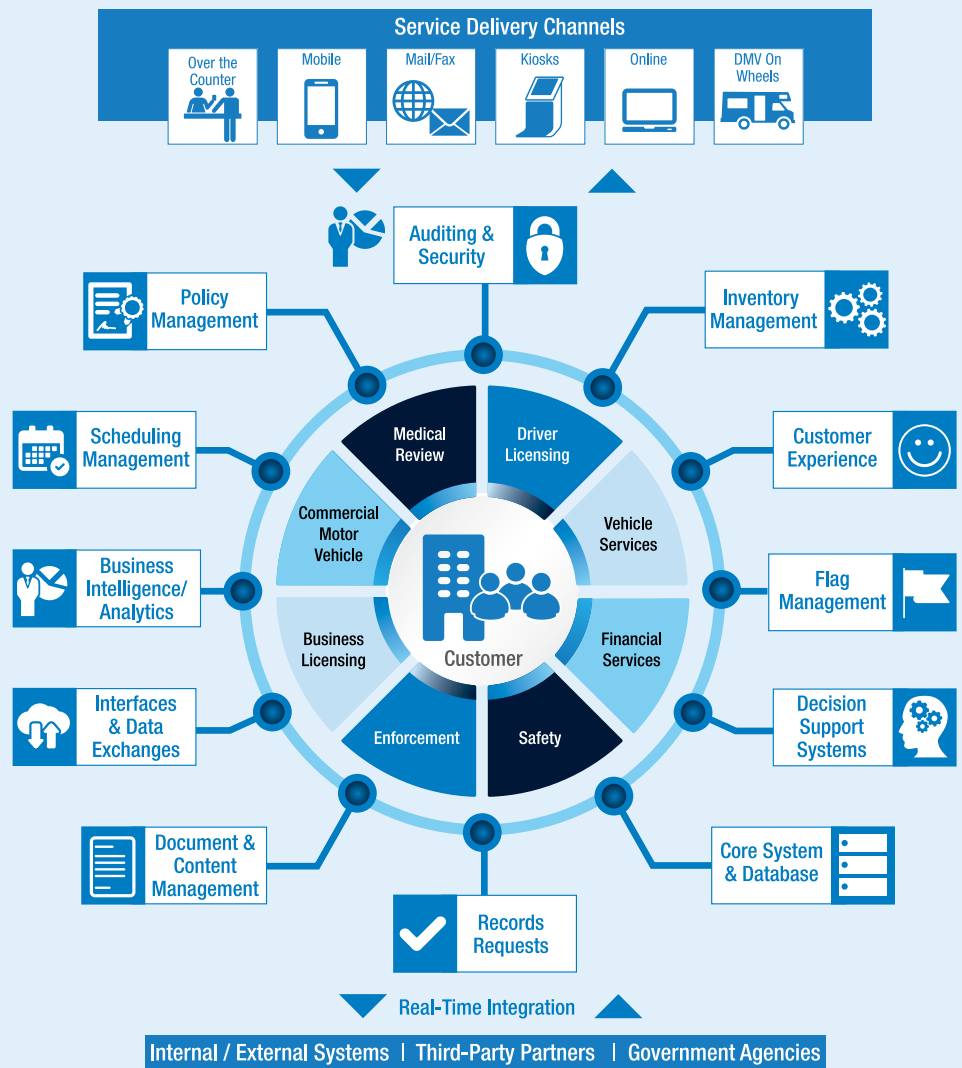 Service Delivery Channels
Over the
Counter
Mobile
Mail/Fax
Kiosks
Online
DMV On
Wheels
Auditing &
Security
Policy
Management
Inventory
Management
Scheduling
Management
Customer
Experience
Business
Intelligence/
Analytics
Flag
Management
Interfaces
& Data
Exchanges
Decision
Support
Systems
Document &
Content
Management
Core System
& Database
Records
Requests
Medical
Review
Driver
Licensing
Commercial
Motor
Vehicle
Vehicle
Services
Business
Licensing
Financial
Services
Enforcement
Safety
Customer
Real-Time Integration
Internal / External Systems | Third-Party Partners | Government Agencies